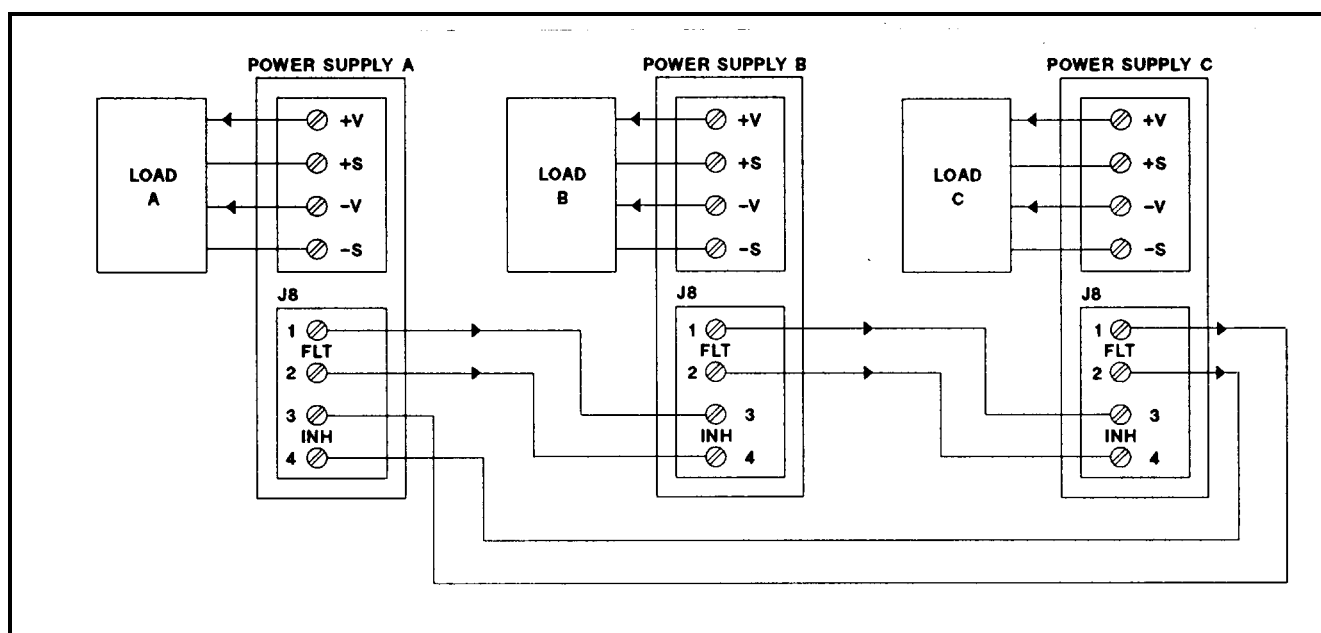 POWER SUPPLY A
POWER SUPPLY B
POWER SUPPLY C
LOAD
A
+V
+S
-V
-S
LOAD
B
+V
+S
-V
-S
LOAD
C
+V
+S
-V
-S
J8
1
FLT
2
3
INH
4
J8
1
FLT
2
3
INH
4
J8
1
FLT
2
3
INH
4